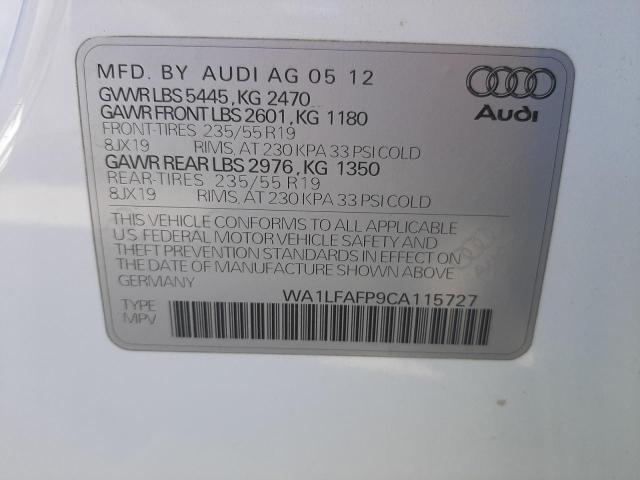 MFD. BY AUDI AG 05 12
GVWR LBS 5445, KG 2470
GAWR FRONT LBS 2601, KG 1180
FRONT-TIRES 235/55 R19
8JX19 RIMS, AT 230 KPA 33 PSI COLD
GAWR REAR LBS 2976, KG 1350
REAR-TIRES 235/55 R19
8JX19 RIMS, AT 230 KPA 33 PSI COLD
Audi
THIS VEHICLE CONFORMS TO ALL APPLICABLE
U.S. FEDERAL MOTOR VEHICLE SAFETY AND
THEFT PREVENTION STANDARDS IN EFFECT ON
THE DATE OF MANUFACTURE SHOWN ABOVE
GERMANY
WA1LFAFP9CA115727
TYPE
MPV